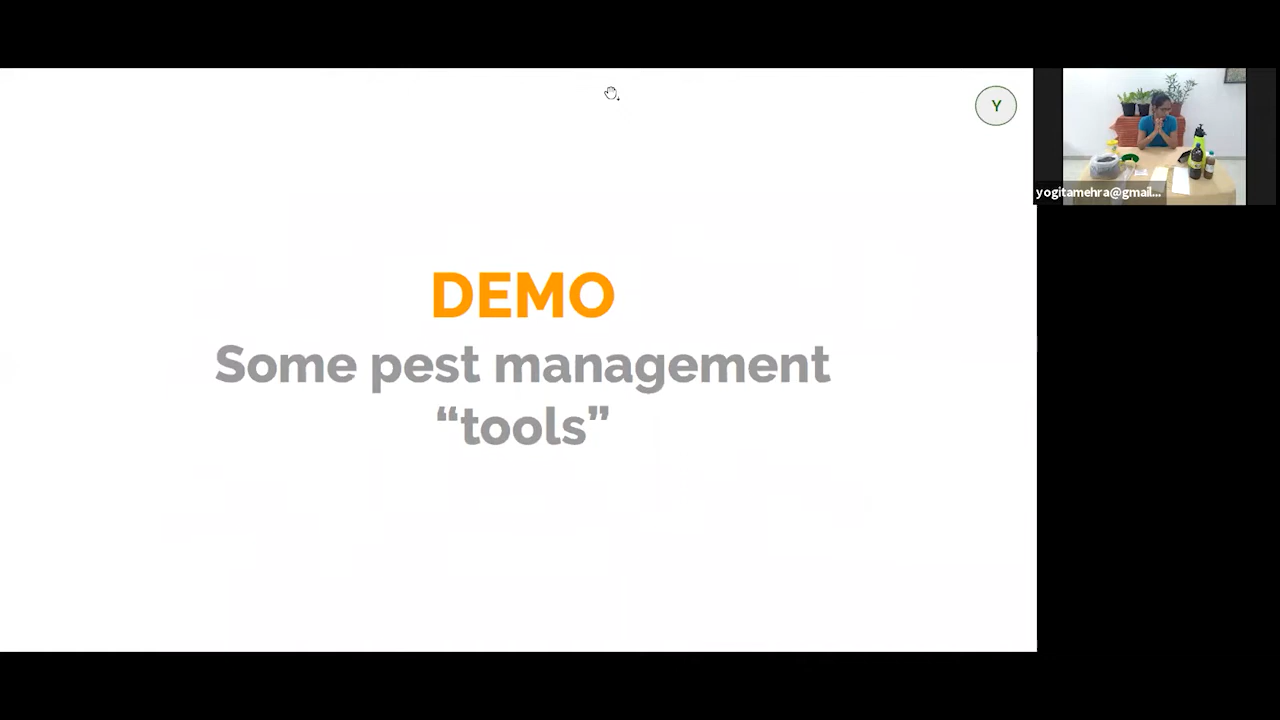 Y
yogitamehra@gmail...
DEMO
Some pest management
“tools”